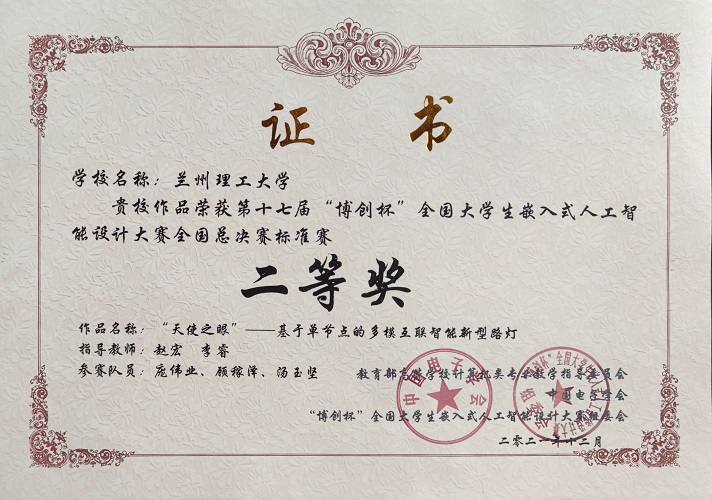 证书
学校名称：兰州理工大学
贵校作品荣获第十七届“博创杯”全国大学生嵌入式人工智
能设计大赛全国总决赛标准赛
二等奖
作品名称：“天使之眼”——基于单节点的多模互联智能新型路灯
指导教师：赵宏 李睿
参赛队员：庞伟业、顾稼泽、汤玉坚
教育部高等学校计算机类专业教学指导委员会
中国电子学会
“博创杯”全国大学生嵌入式人工智能设计大赛组委会
二零二一年十二月
中国电子学会